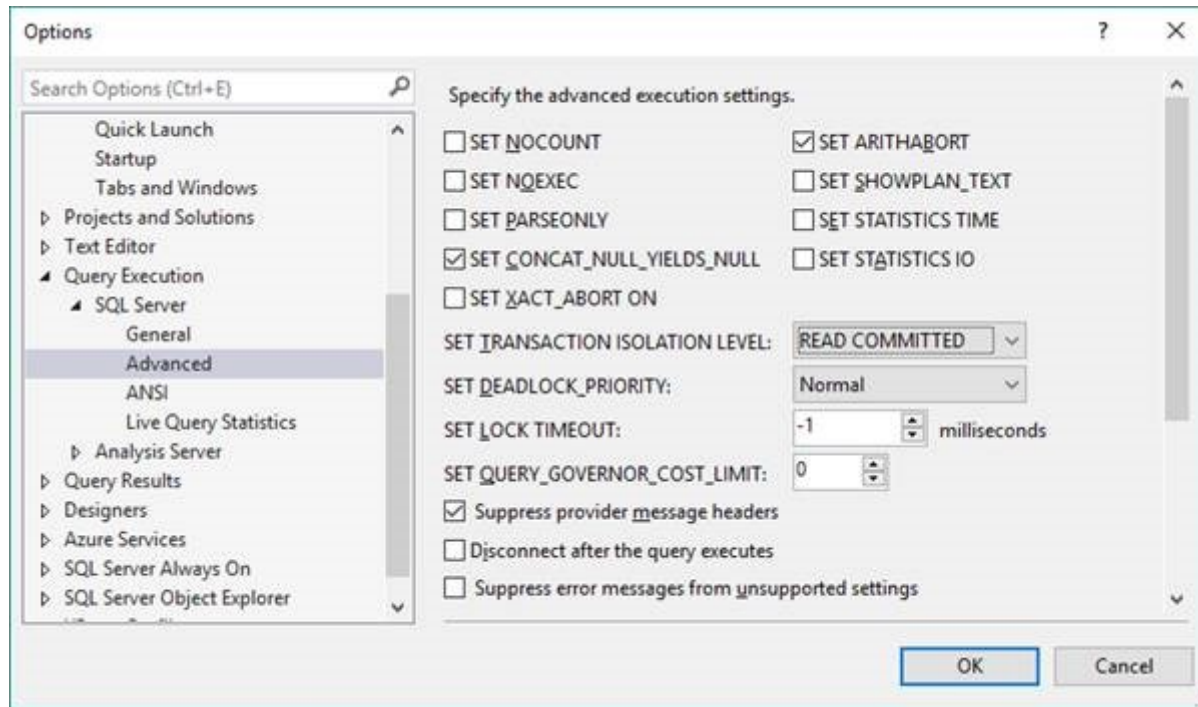 Options
Search Options (Ctrl+E)
Quick Launch
Startup
Tabs and Windows
Projects and Solutions
Text Editor
Query Execution
SQL Server
General
Advanced
ANSI
Live Query Statistics
Analysis Server
Query Results
Designers
Azure Services
SQL Server Always On
SQL Server Object Explorer
Specify the advanced execution settings.
SET NOCOUNT
SET ARITHABORT
SET NOEXEC
SET SHOWPLAN_TEXT
SET PARSEONLY
SET STATISTICS TIME
SET CONCAT_NULL_YIELDS_NULL
SET STATISTICS IO
SET XACT_ABORT ON
SET TRANSACTION ISOLATION LEVEL: READ COMMITTED
SET DEADLOCK_PRIORITY: Normal
SET LOCK TIMEOUT: -1 milliseconds
SET QUERY_GOVERNOR_COST_LIMIT: 0
Suppress provider message headers
Disconnect after the query executes
Suppress error messages from unsupported settings
OK Cancel